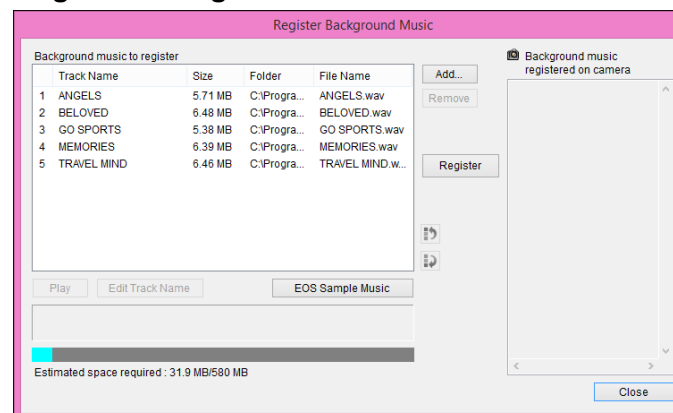 Register Background Music
Background music to register
Track Name Size Folder File Name
1 ANGELS 5.71 MB C:\Progra... ANGELS.wav
2 BELOVED 6.48 MB C:\Progra... BELOVED.wav
3 GO SPORTS 5.38 MB C:\Progra... GO SPORTS.wav
4 MEMORIES 6.39 MB C:\Progra... MEMORIES.wav
5 TRAVEL MIND 6.46 MB C:\Progra... TRAVEL MIND.w...
Add...
Remove
Register
Play Edit Track Name EOS Sample Music
Estimated space required : 31.9 MB/580 MB
Background music
registered on camera
Close